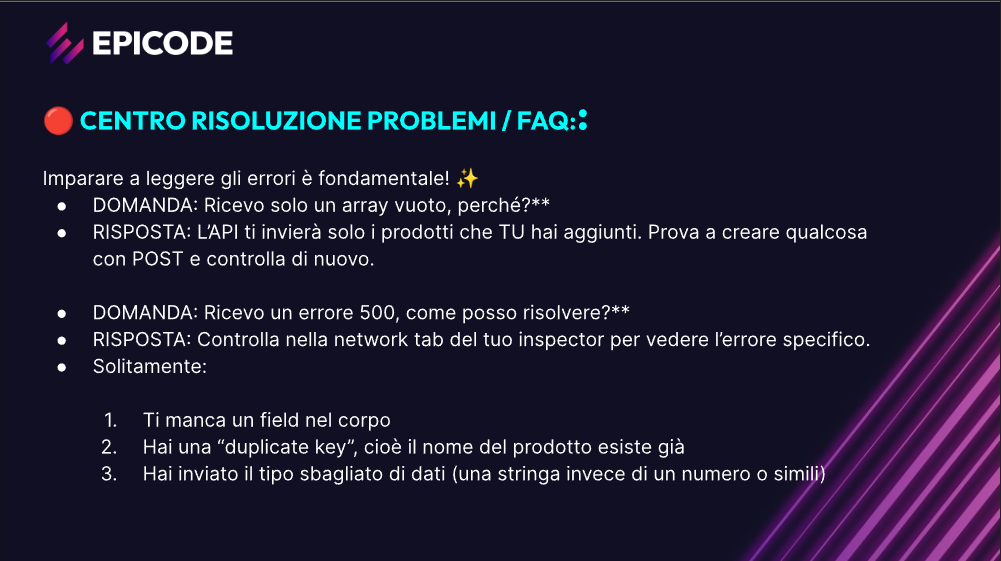 EPICODE
🔴 CENTRO RISOLUZIONE PROBLEMI / FAQ::
Imparare a leggere gli errori è fondamentale! ✨
● DOMANDA: Ricevo solo un array vuoto, perché?**
● RISPOSTA: L’API ti invierà solo i prodotti che TU hai aggiunti. Prova a creare qualcosa
con POST e controlla di nuovo.
● DOMANDA: Ricevo un errore 500, come posso risolvere?**
● RISPOSTA: Controlla nella network tab del tuo inspector per vedere l’errore specifico.
● Solitamente:
1. Ti manca un field nel corpo
2. Hai una “duplicate key”, cioè il nome del prodotto esiste già
3. Hai inviato il tipo sbagliato di dati (una stringa invece di un numero o simili)